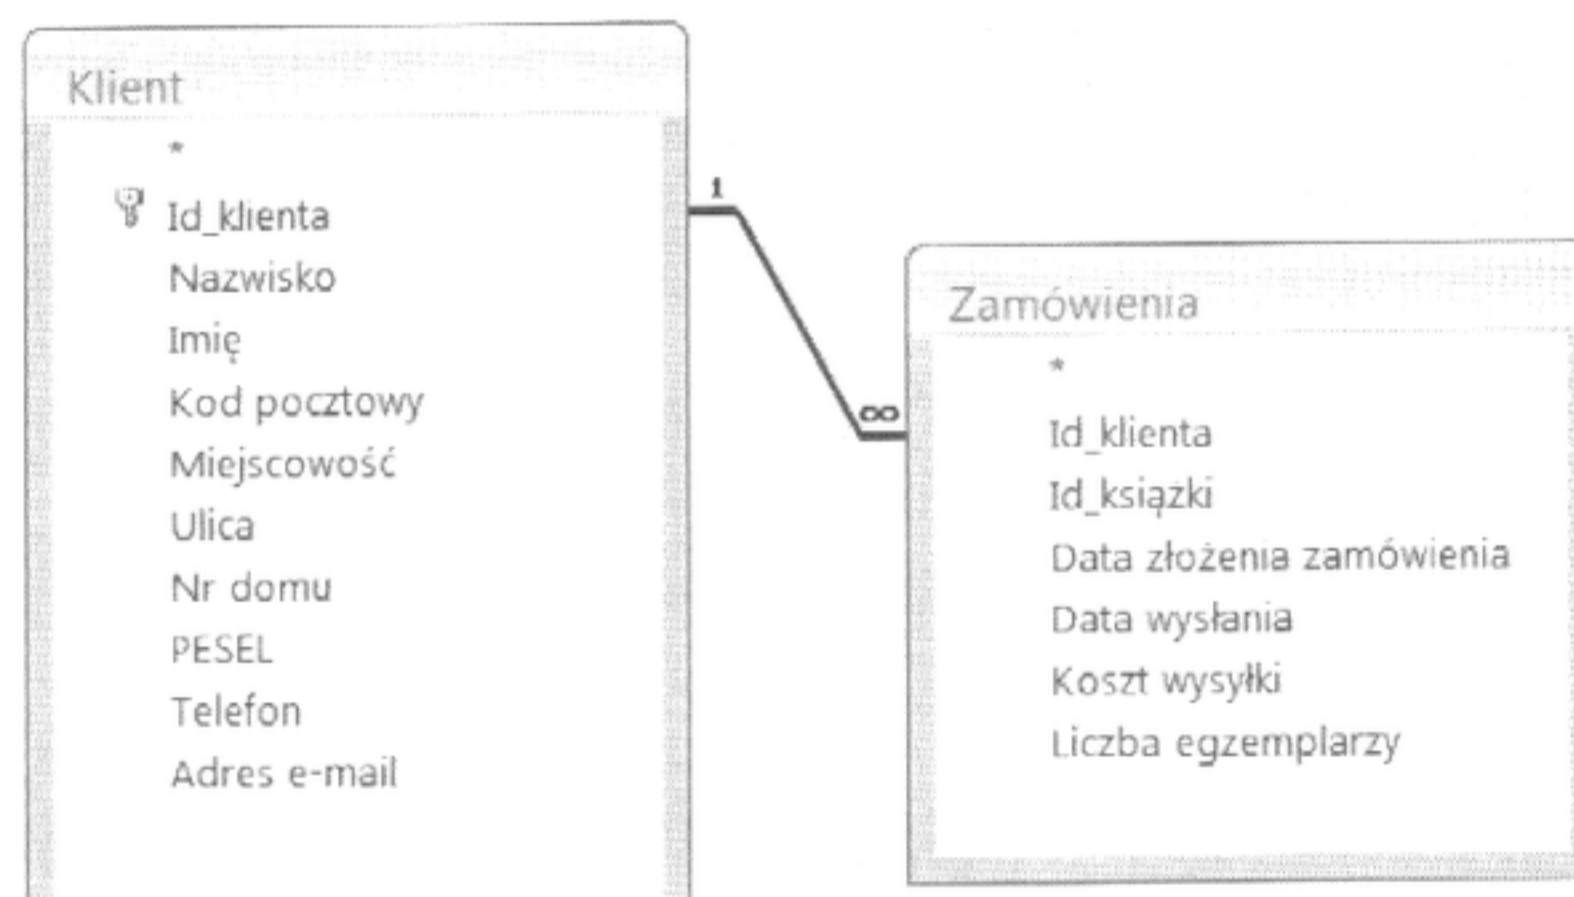 Klient
*
Id_klienta
Nazwisko
Imię
Kod pocztowy
Miejscowość
Ulica
Nr domu
PESEL
Telefon
Adres e-mail
1
∞
Zamówienia
*
Id_klienta
Id_książki
Data złożenia zamówienia
Data wysłania
Koszt wysyłki
Liczba egzemplarzy